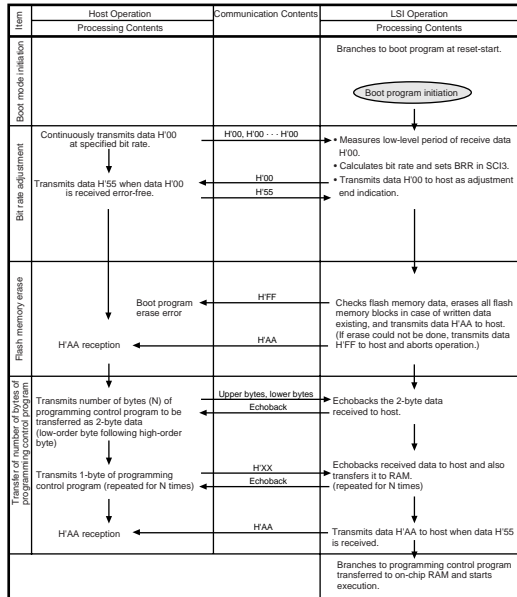 Item
Host Operation
Communication Contents
LSI Operation
Processing Contents
Processing Contents
Boot mode initiation
Branches to boot program at reset-start.
Boot program initiation
Bit rate adjustment
Continuously transmits data H'00
at specified bit rate.
H'00, H'00 · · · H'00
• Measures low-level period of receive data
H'00.
• Calculates bit rate and sets BRR in SCI3.
• Transmits data H'00 to host as adjustment
end indication.
H'00
Transmits data H'55 when data H'00
is received error-free.
H'55
Flash memory erase
Boot program
erase error
H'FF
Checks flash memory data, erases all flash
memory blocks in case of written data
existing, and transmits data H'AA to host.
(If erase could not be done, transmits data
H'FF to host and aborts operation.)
H'AA reception
H'AA
Transfer of number of bytes of
programming control program
Transmits number of bytes (N) of
programming control program to be
transferred as 2-byte data
(low-order byte following high-order
byte)
Upper bytes, lower bytes
Echoback
Echobacks the 2-byte data
received to host.
Transmits 1-byte of programming
control program (repeated for N times)
H'XX
Echoback
Echobacks received data to host and also
transfers it to RAM.
(repeated for N times)
H'AA reception
H'AA
Transmits data H'AA to host when data H'55
is received.
Branches to programming control program
transferred to on-chip RAM and starts
execution.